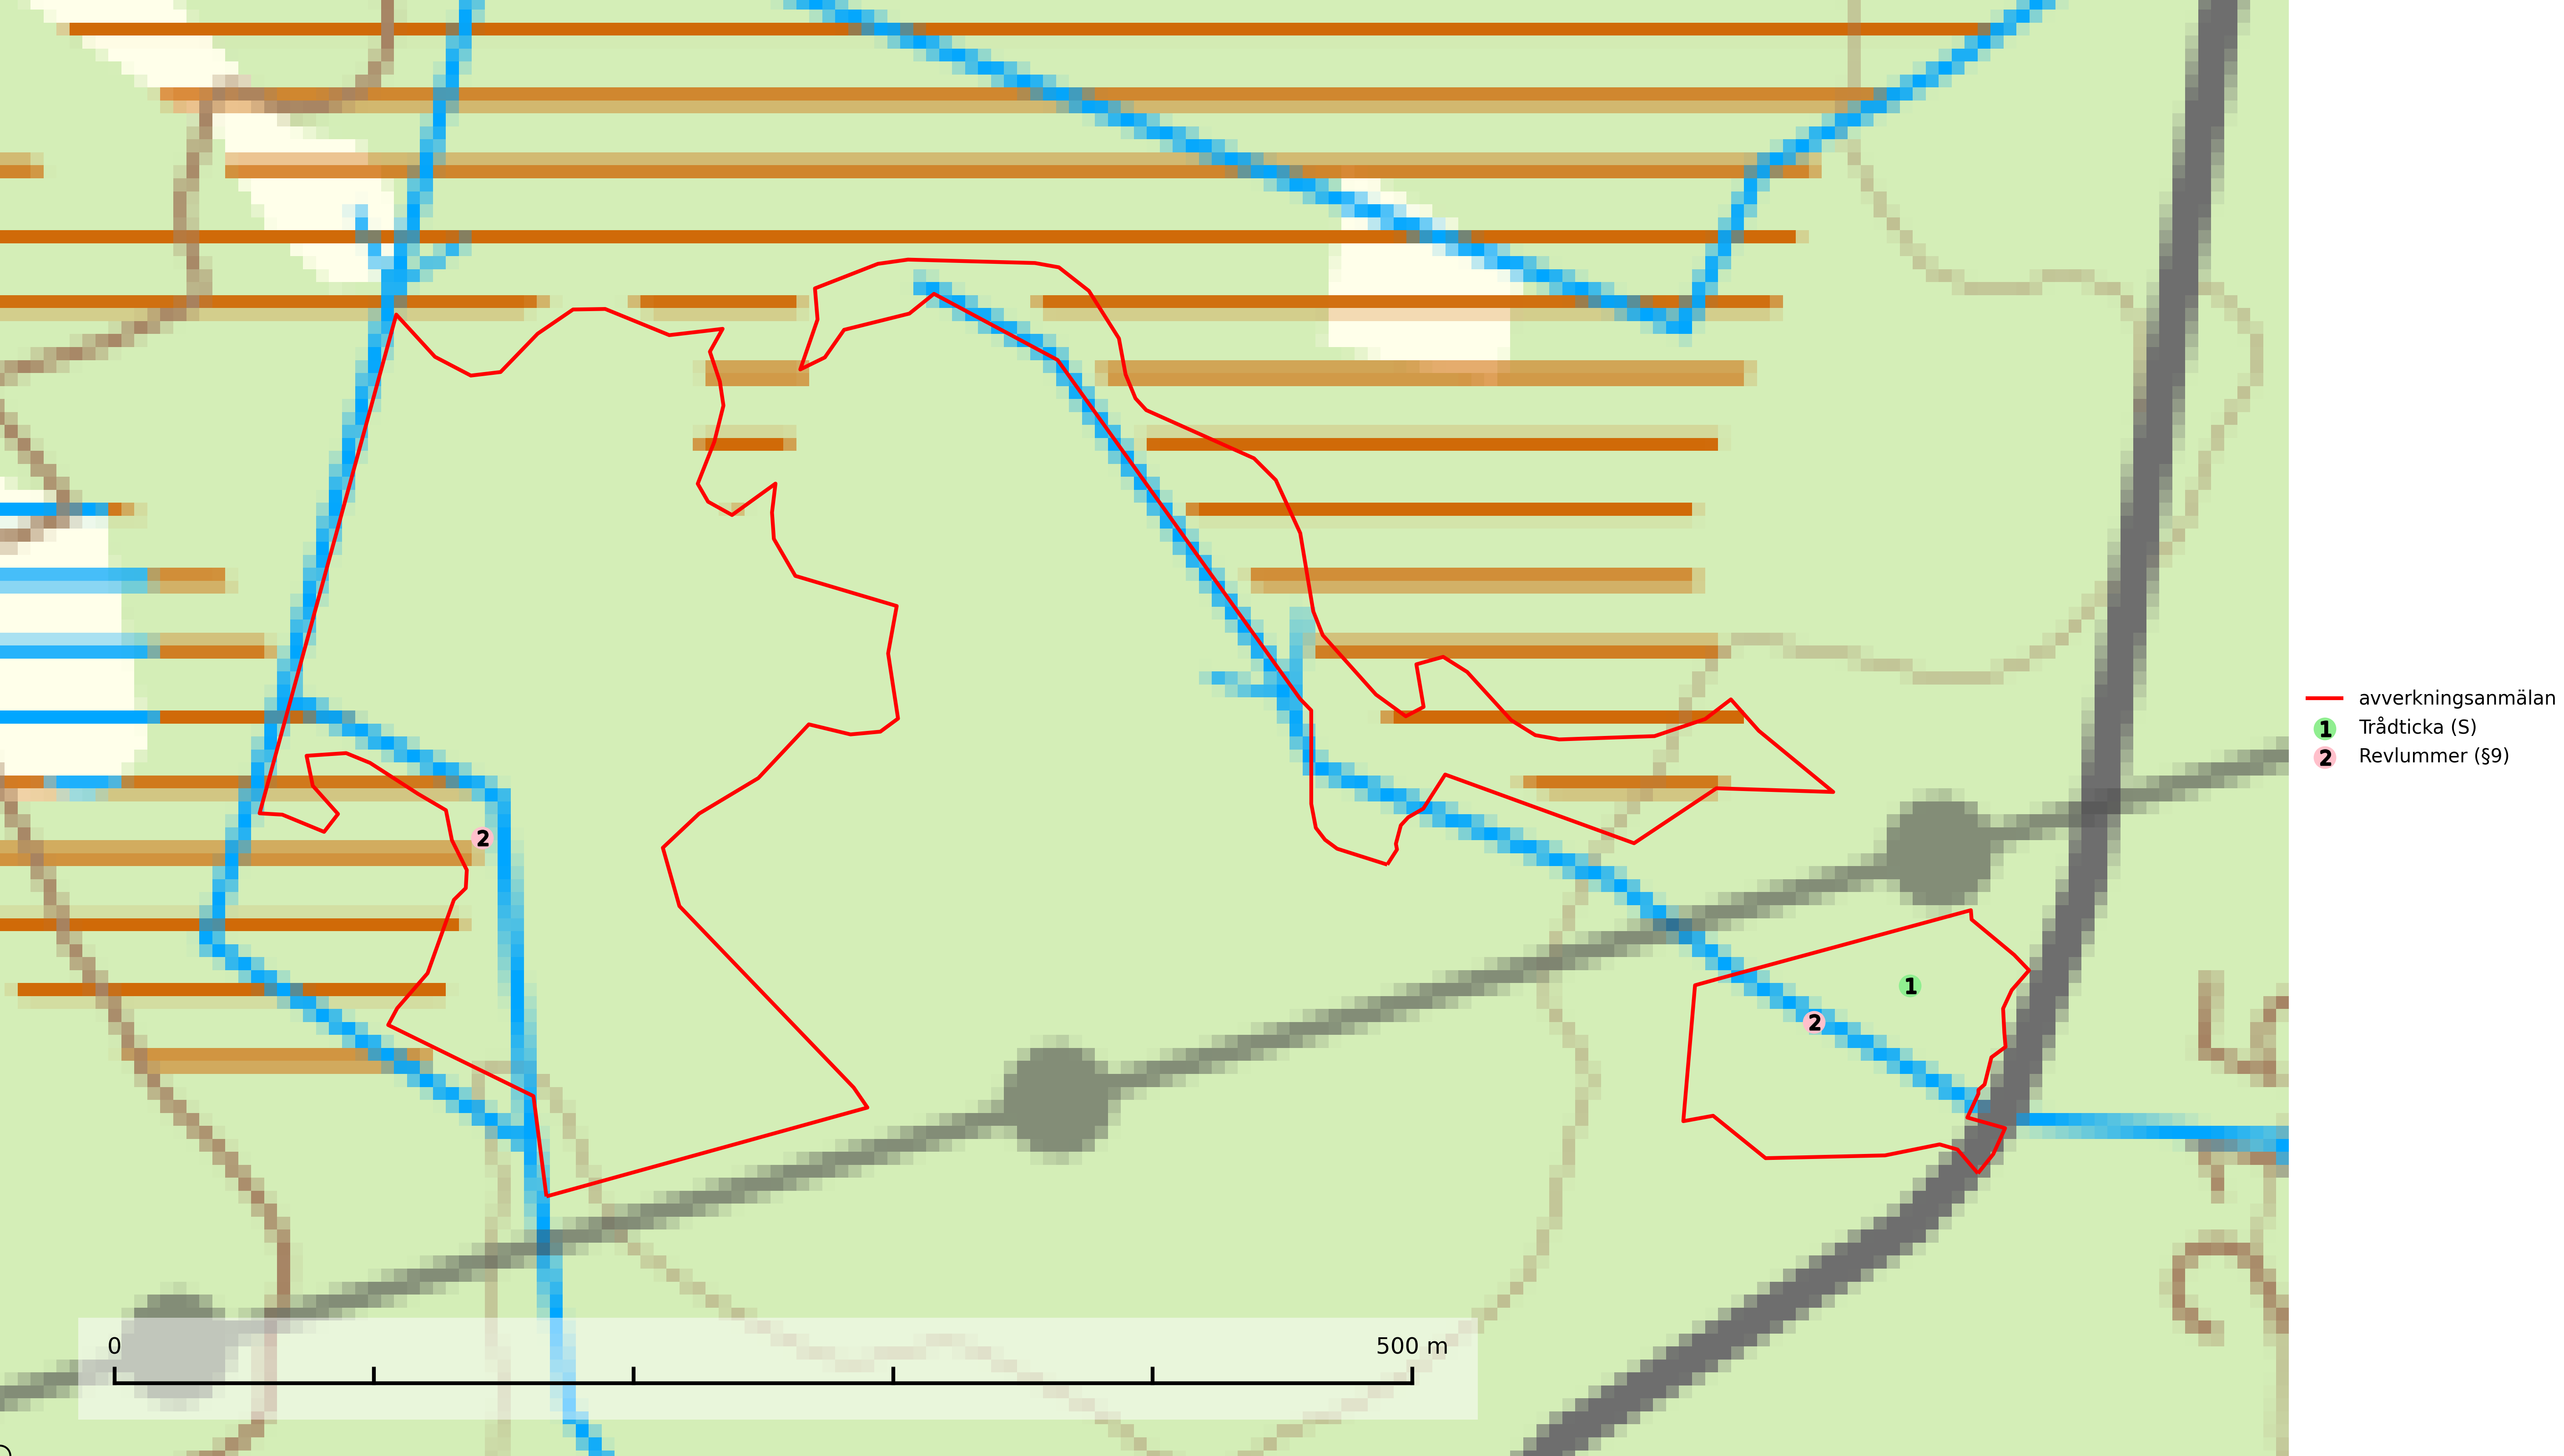 avverkningsanmälan
1 Trådticka (S)
2 Revlummer (§9)
2
1
2
0 500 m